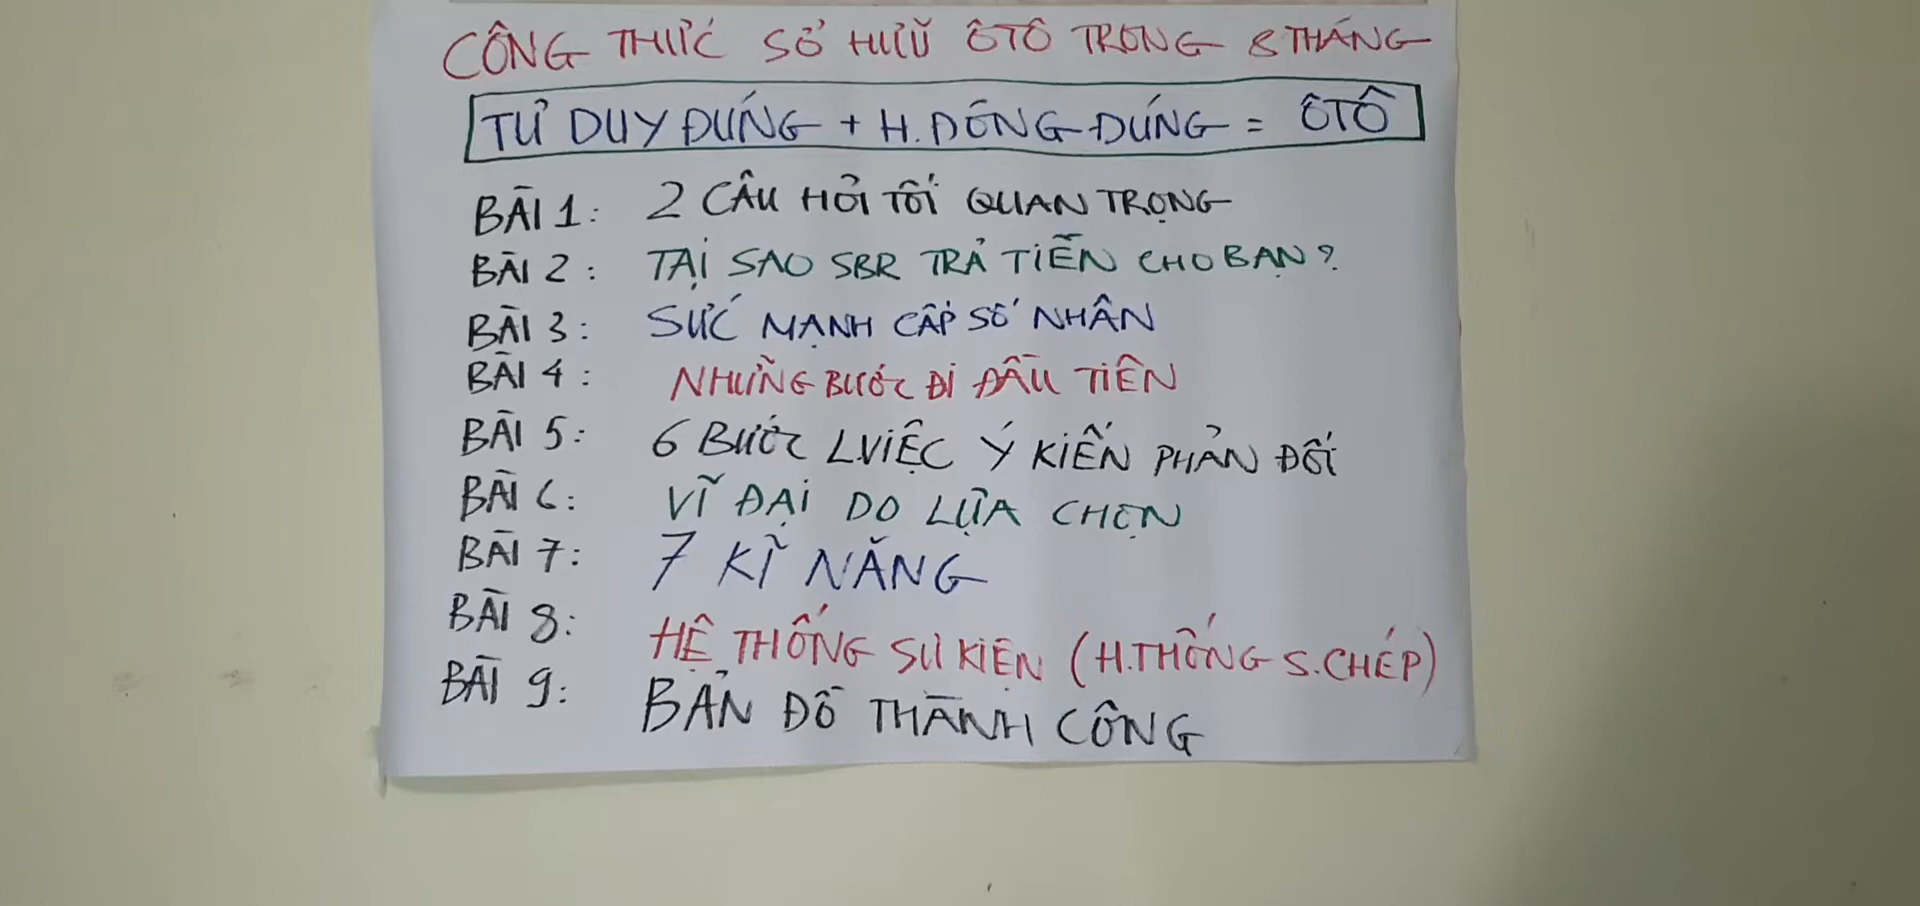 CÔNG THỨC SỞ HỮU ÔTÔ TRONG 8 THÁNG
TƯ DUY ĐÚNG + H.ĐỘNG ĐÚNG = ÔTÔ
BÀI 1: 2 CÂU HỎI TỐI QUAN TRỌNG
BÀI 2: TẠI SAO SBR TRẢ TIỀN CHO BẠN?
BÀI 3: SỨC MẠNH CẤP SỐ NHÂN
BÀI 4: NHỮNG BƯỚC ĐI ĐẦU TIÊN
BÀI 5: 6 BƯỚC L.VIỆC Ý KIẾN PHẢN ĐỐI
BÀI 6: VĨ ĐẠI DO LỰA CHỌN
BÀI 7: 7 KĨ NĂNG
BÀI 8: HỆ THỐNG SỰ KIỆN (H.THỐNG S.CHÉP)
BÀI 9: BẢN ĐỒ THÀNH CÔNG